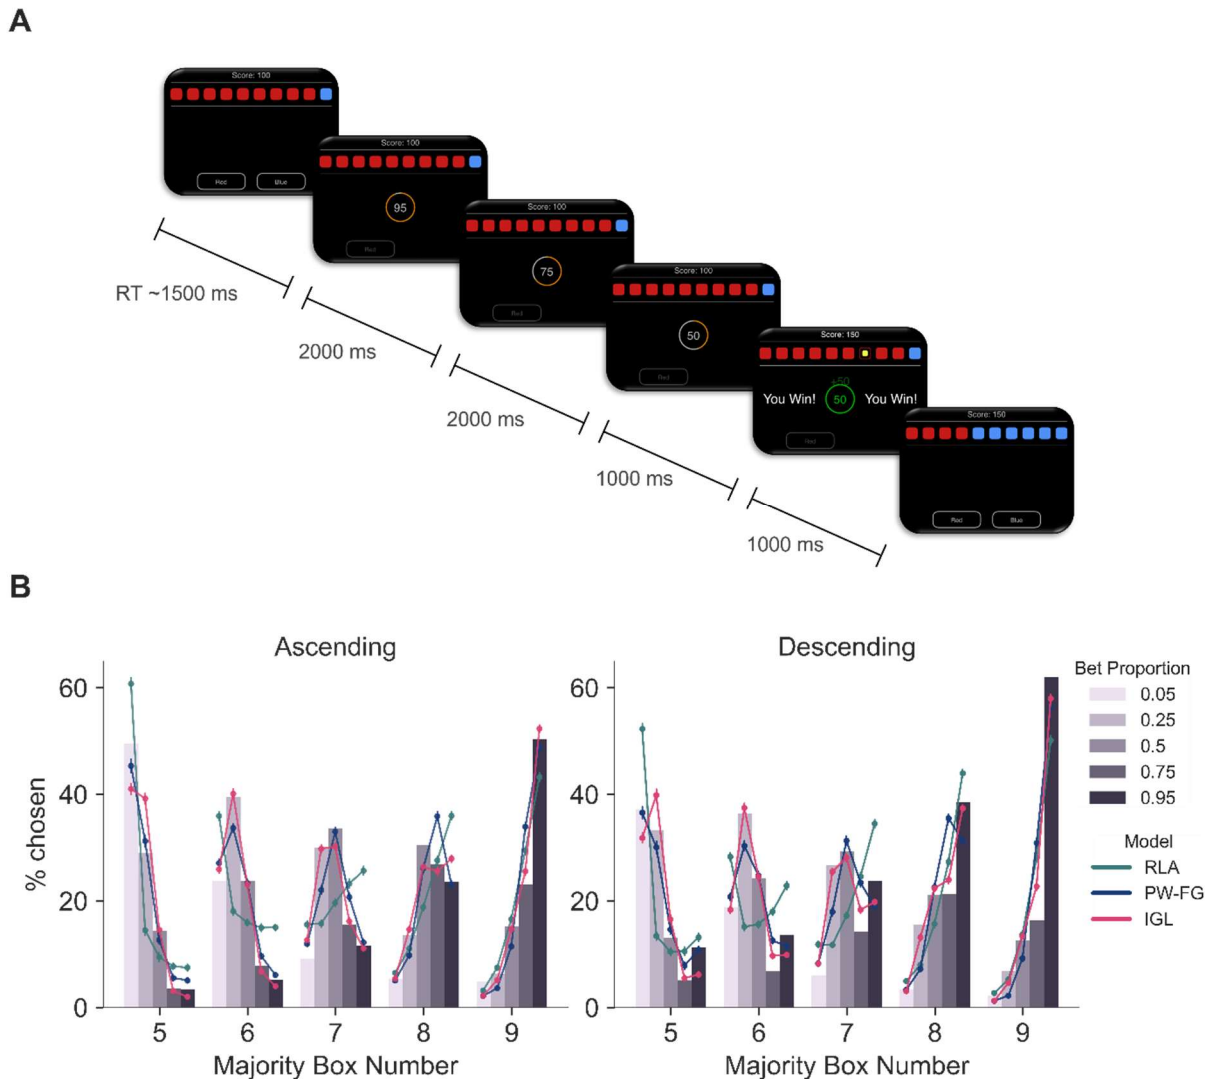 A
Score: 100
Red Blue
Score: 100
95
Red
Score: 100
75
Red
Score: 100
50
Red
Score: 150
+50
You Win! 50 You Win!
Red
Score: 150
Red Blue
RT ~1500 ms
2000 ms
2000 ms
1000 ms
1000 ms
B
Ascending
Descending
% chosen
60
40
20
0
5 6 7 8 9
Majority Box Number
60
40
20
0
5 6 7 8 9
Majority Box Number
Bet Proportion
0.05
0.25
0.5
0.75
0.95
Model
RLA
PW-FG
IGL